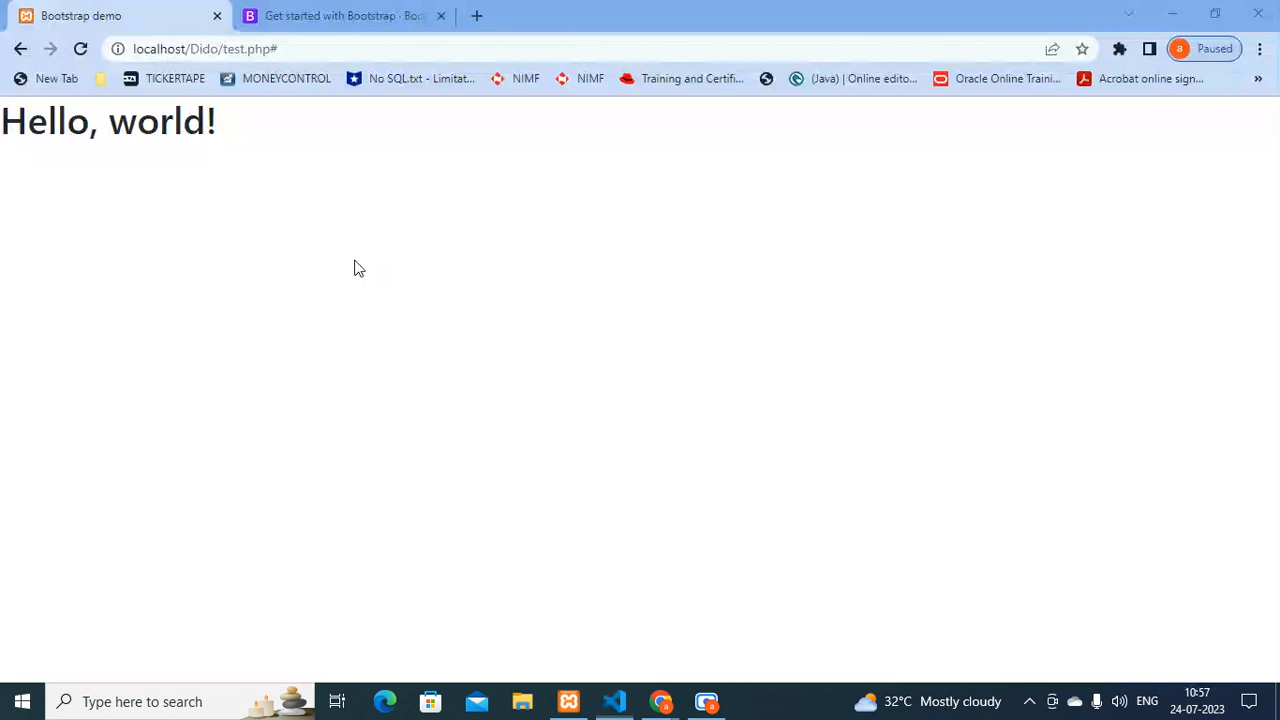 Bootstrap demo
Get started with Bootstrap · Boo
localhost/Dido/test.php#
a Paused
New Tab TICKERTAPE MONEYCONTROL No SQL.txt - Limitat... NIMF NIMF Training and Certifi... (Java) | Online edito... Oracle Online Traini... Acrobat online sign... »
Hello, world!
Type here to search
32°C Mostly cloudy
ENG
10:57
24-07-2023